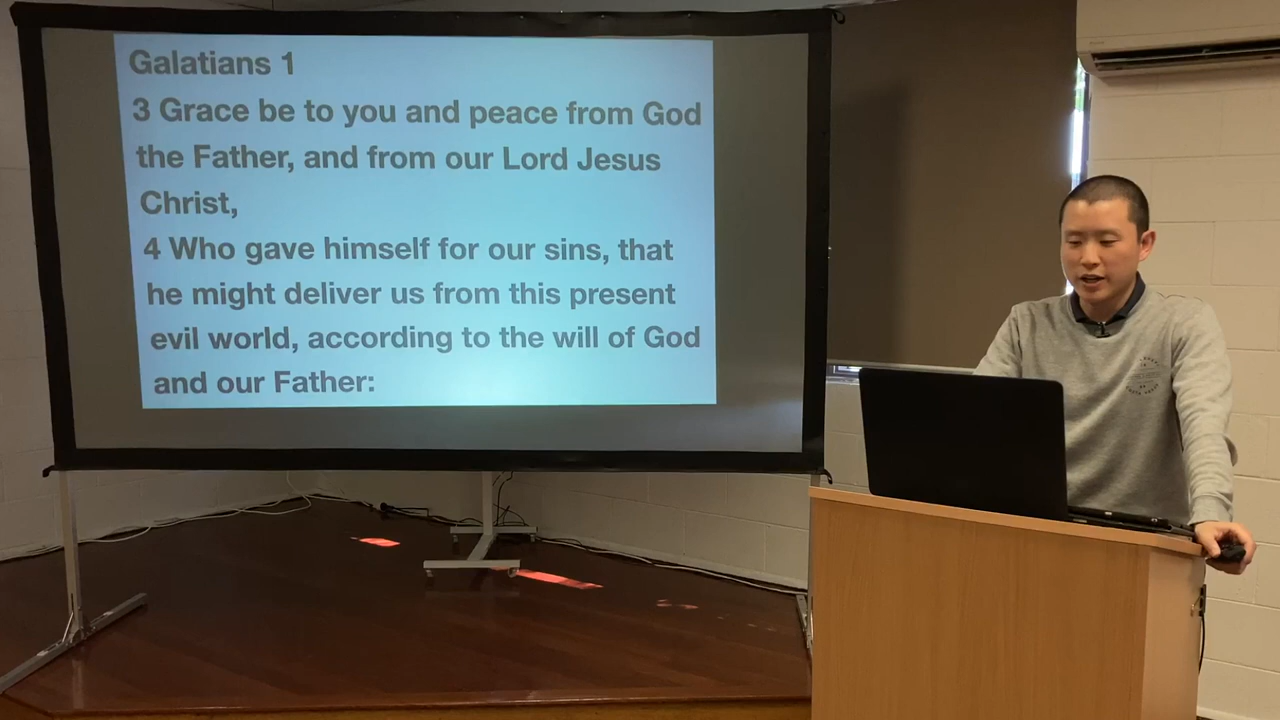 Galatians 1
3 Grace be to you and peace from God
the Father, and from our Lord Jesus
Christ,
4 Who gave himself for our sins, that
he might deliver us from this present
evil world, according to the will of God
and our Father: